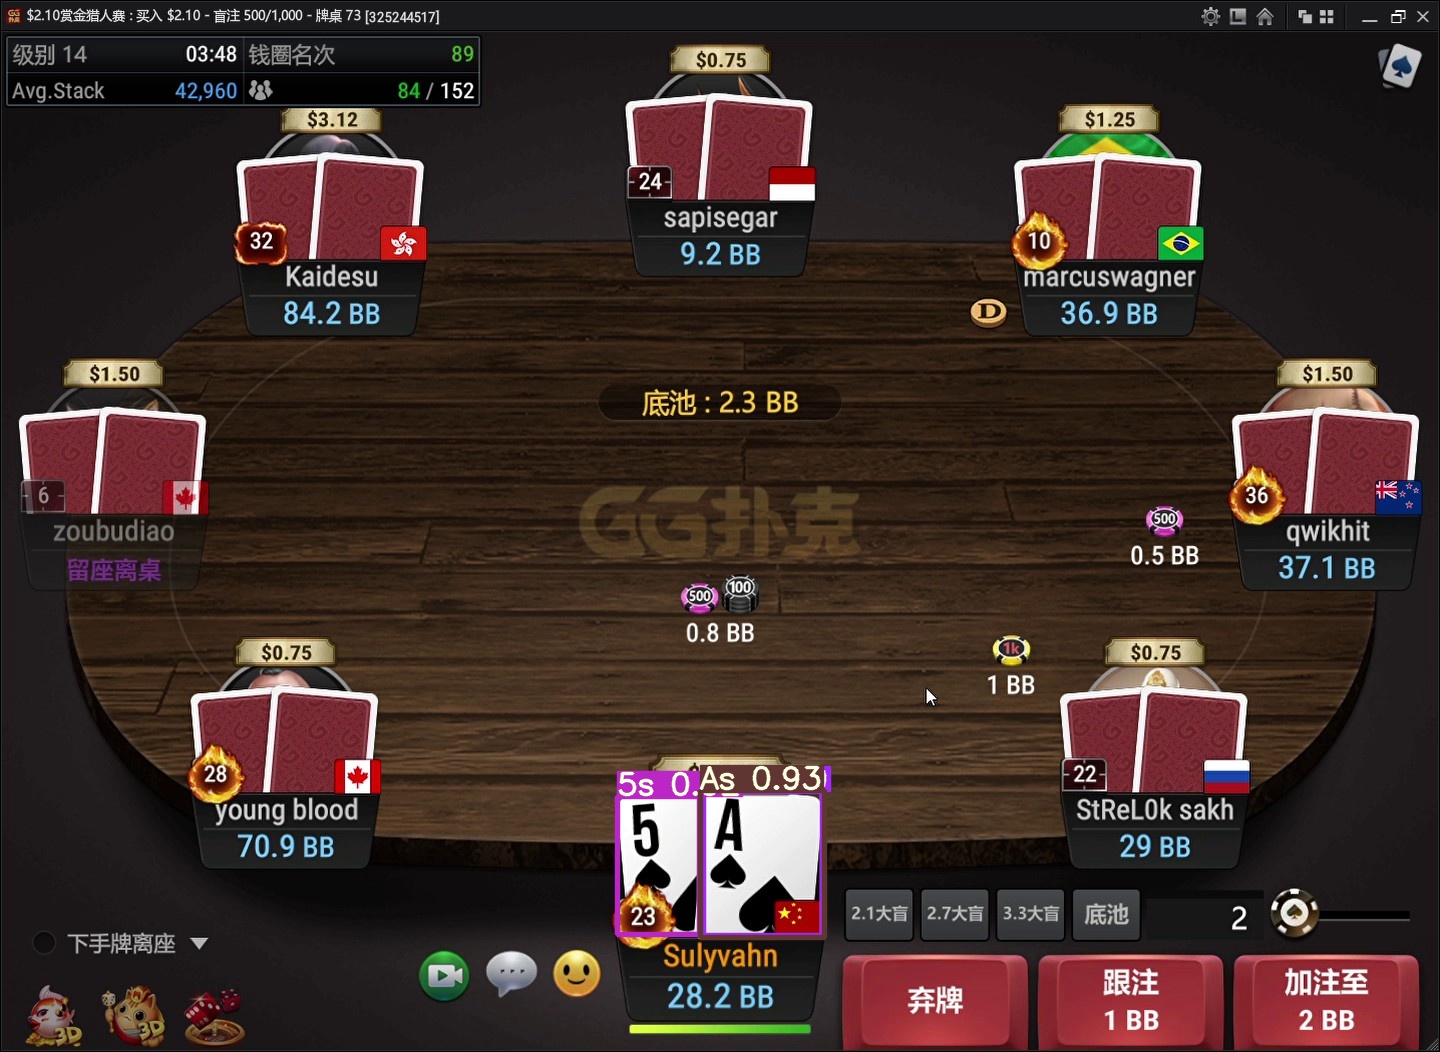 $2.10赏金猎人赛 : 买入 $2.10 - 盲注 500/1,000 - 牌桌 73 [325244517]
级别 14 03:48 钱圈名次 89
Avg.Stack 42,960 84 / 152
$0.75
24
sapisegar
9.2 BB
$3.12
32
Kaidesu
84.2 BB
$1.25
10
marcuswagner
36.9 BB
D
$1.50
6
zoubudiao
留座离桌
底池 : 2.3 BB
$1.50
36
qwikhit
37.1 BB
GG扑克
500
0.5 BB
500 100
0.8 BB
1k
1 BB
$0.75
28
young blood
70.9 BB
$0.75
22
StReL0k sakh
29 BB
5s 0. As 0.93
5 A
23
Sulyvahn
28.2 BB
2.1大盲 2.7大盲 3.3大盲 底池 2
下手牌离座
3D 3D
弃牌
跟注
1 BB
加注至
2 BB